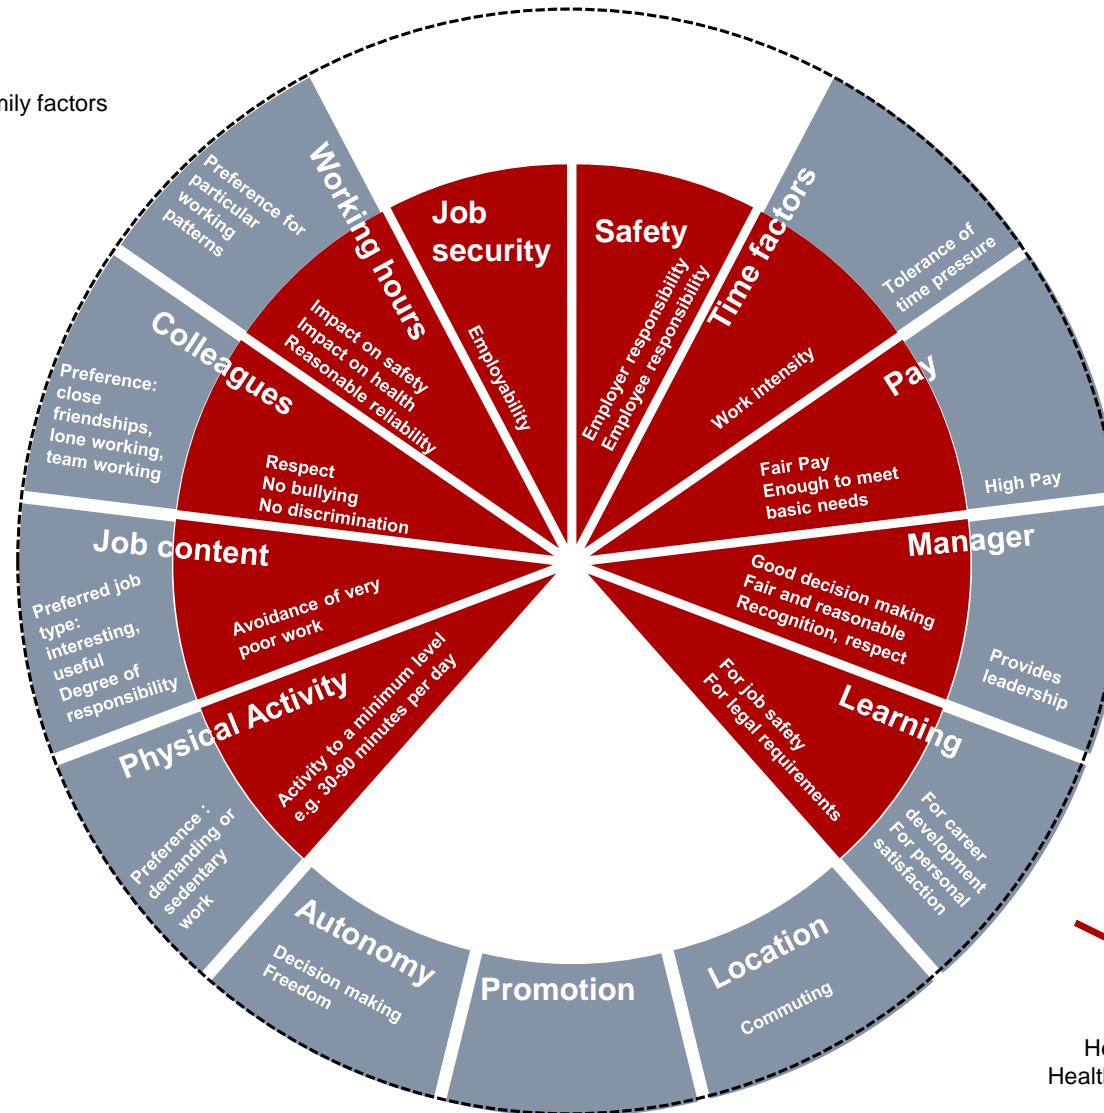 mily factors
Working hours
Preference for
particular
working
patterns
Impact on safety
Impact on health
Reasonable reliability
Job
security
Employability
Safety
Employer responsibility
Employee responsibility
Time factors
Tolerance of
time pressure
Work intensity
Pay
Fair Pay
Enough to meet
basic needs
High Pay
Manager
Good decision making
Fair and reasonable
Recognition, respect
Provides
leadership
Learning
For job safety
For legal requirements
For career
development
For personal
satisfaction
Location
Commuting
Promotion
Autonomy
Decision making
Freedom
Physical Activity
Activity to a minimum level
e.g. 30-90 minutes per day
Preference :
demanding or
sedentary
work
Job content
Avoidance of very
poor work
Preferred job
type:
interesting,
useful
Degree of
responsibility
Colleagues
Respect
No bullying
No discrimination
Preference:
close
friendships,
lone working,
team working
He
Health